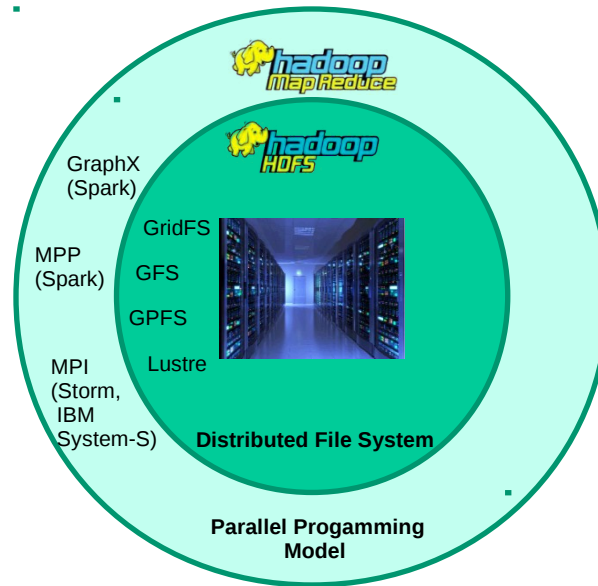 hadoop
Map Reduce
hadoop
HDFS
GraphX
(Spark)
GridFS
MPP
(Spark)
GFS
GPFS
MPI
(Storm,
IBM
System-S)
Lustre
Distributed File System
Parallel Progamming
Model